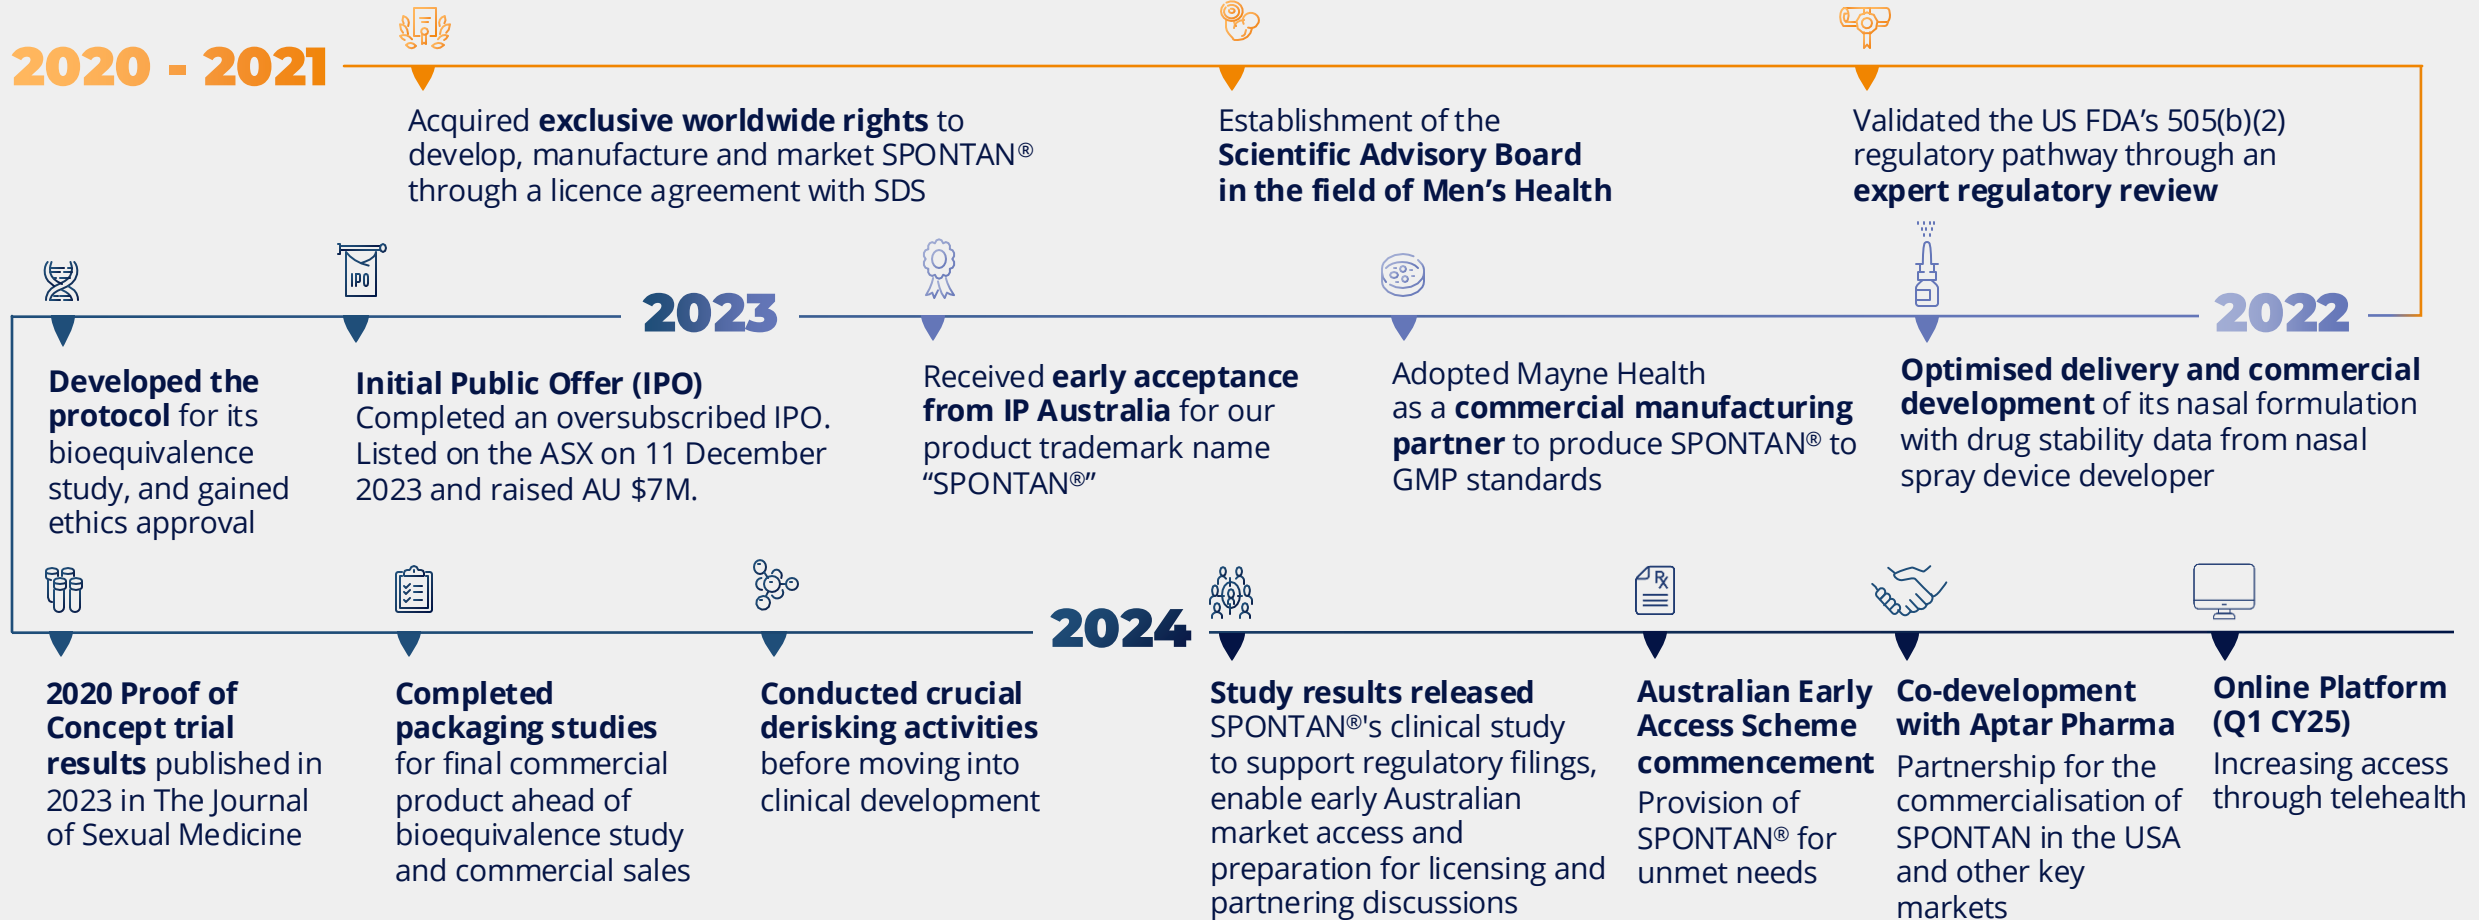 2020 - 2021
Acquired exclusive worldwide rights to
develop, manufacture and market SPONTAN®
through a licence agreement with SDS
Establishment of the
Scientific Advisory Board
in the field of Men's Health
Validated the US FDA’s 505(b)(2)
regulatory pathway through an
expert regulatory review
2022
Optimised delivery and commercial
development of its nasal formulation
with drug stability data from nasal
spray device developer
Adopted Mayne Health
as a commercial manufacturing
partner to produce SPONTAN® to
GMP standards
Received early acceptance
from IP Australia for our
product trademark name
“SPONTAN®”
2023
IPO
Initial Public Offer (IPO)
Completed an oversubscribed IPO.
Listed on the ASX on 11 December
2023 and raised AU $7M.
Developed the
protocol for its
bioequivalence
study, and gained
ethics approval
2020 Proof of
Concept trial
results published in
2023 in The Journal
of Sexual Medicine
Completed
packaging studies
for final commercial
product ahead of
bioequivalence study
and commercial sales
Conducted crucial
derisking activities
before moving into
clinical development
2024
Study results released
SPONTAN®'s clinical study
to support regulatory filings,
enable early Australian
market access and
preparation for licensing and
partnering discussions
Rx
Australian Early
Access Scheme
commencement
Provision of
SPONTAN® for
unmet needs
Co-development
with Aptar Pharma
Partnership for the
commercialisation of
SPONTAN in the USA
and other key
markets
Online Platform
(Q1 CY25)
Increasing access
through telehealth